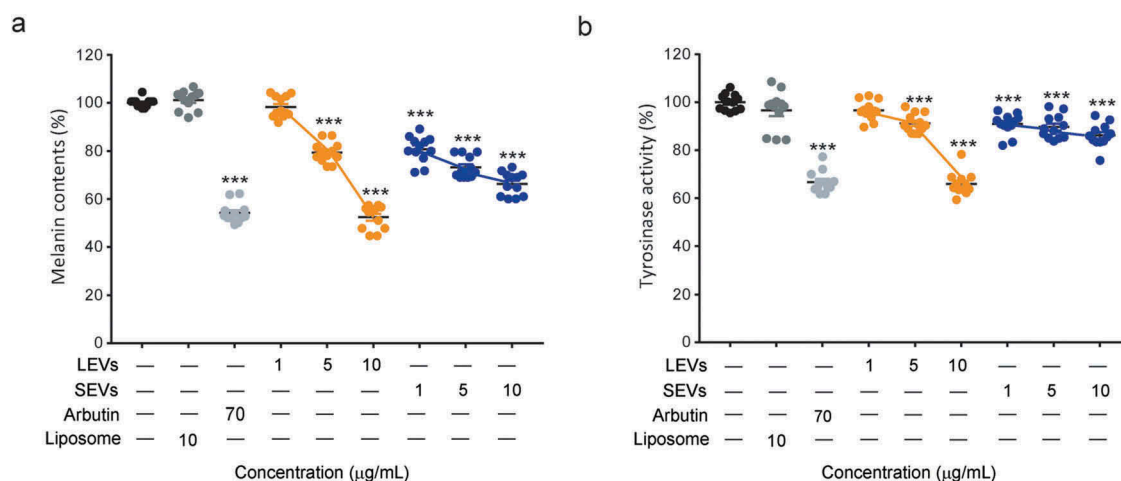 a
Melanin contents (%)
120
100
80
60
40
20
0
***
***
***
***
***
***
LEVs — — — 1 5 10 — — —
SEVs — — — — — — 1 5 10
Arbutin — — 70 — — — — — —
Liposome — 10 — — — — — — —
Concentration (µg/mL)
b
Tyrosinase activity (%)
120
100
80
60
40
20
0
***
***
***
***
***
***
LEVs — — — 1 5 10 — — —
SEVs — — — — — — 1 5 10
Arbutin — — 70 — — — — — —
Liposome — 10 — — — — — — —
Concentration (µg/mL)